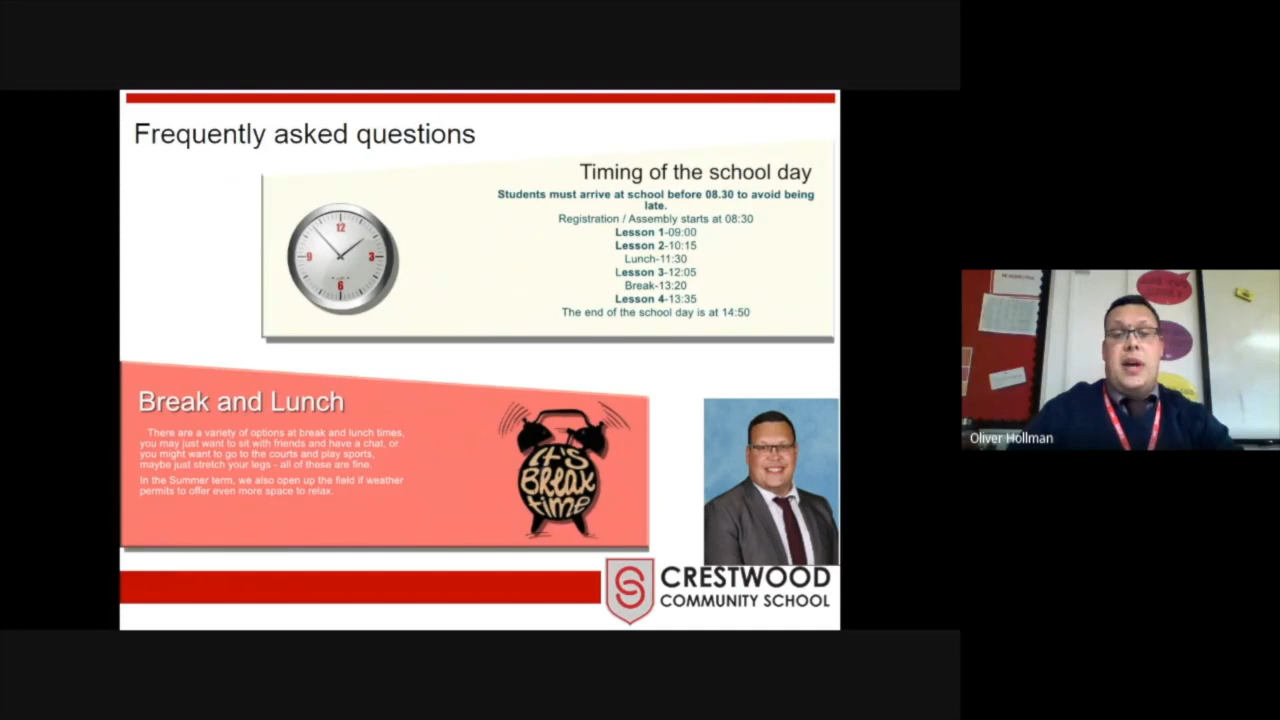 Frequently asked questions
Timing of the school day
Students must arrive at school before 08.30 to avoid being
late.
Registration / Assembly starts at 08:30
Lesson 1-09:00
Lesson 2-10:15
Lunch-11:30
Lesson 3-12:05
Break-13:20
Lesson 4-13:35
The end of the school day is at 14:50
12
9
3
6
Break and Lunch
There are a variety of options at break and lunch times,
you may just want to sit with friends and have a chat, or
you might want to go to the courts and play sports,
maybe just stretch your legs - all of these are fine.
In the Summer term, we also open up the field if weather
permits to offer even more space to relax.
IT'S
BREAK
time
CRESTWOOD
COMMUNITY SCHOOL
Oliver Hollman